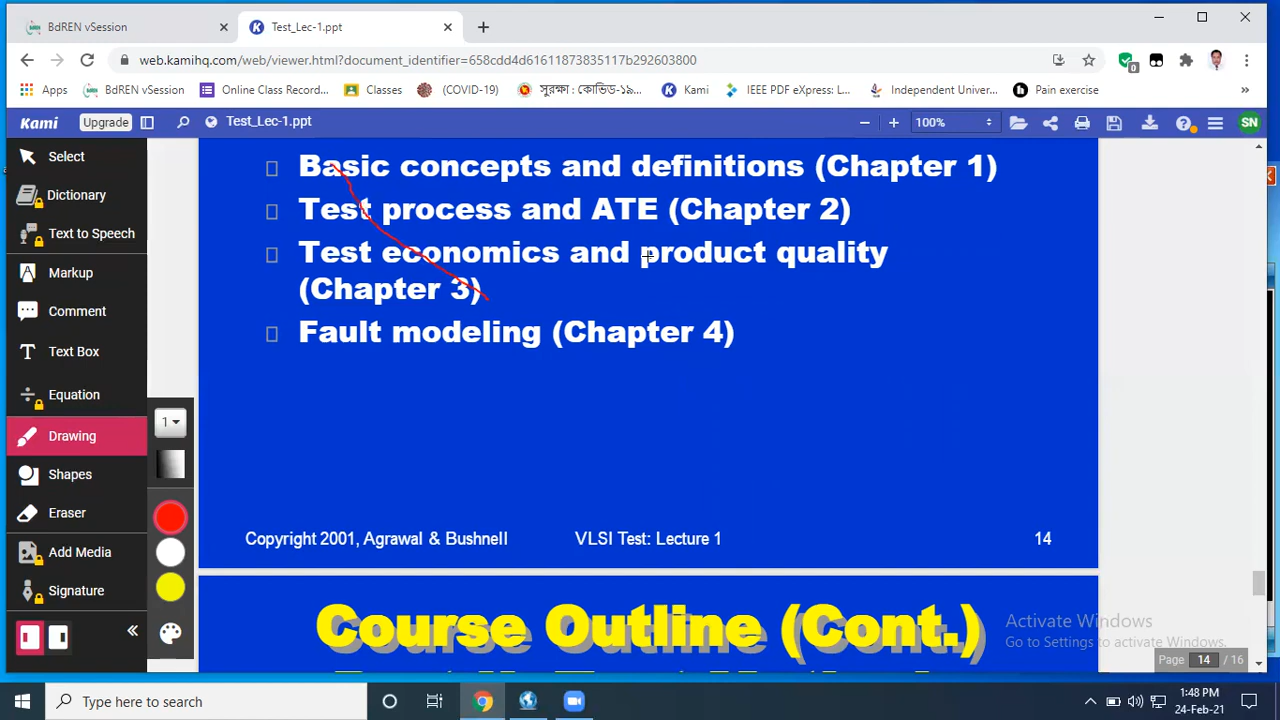 BdREN vSession
Test_Lec-1.ppt
web.kamihq.com/web/viewer.html?document_identifier=658cdd4d61611873835117b292603800
Apps BdREN vSession Online Class Record... Classes (COVID-19) সুরক্ষা : কোভিড-১৯... Kami IEEE PDF eXpress: L... Independent Univer... Pain exercise »
Kami Upgrade Test_Lec-1.ppt 100% SN
Select
Dictionary
Text to Speech
Markup
Comment
Text Box
Equation
Drawing
Shapes
Eraser
Add Media
Signature
1
Basic concepts and definitions (Chapter 1)
Test process and ATE (Chapter 2)
Test economics and product quality
(Chapter 3)
Fault modeling (Chapter 4)
Copyright 2001, Agrawal & Bushnell VLSI Test: Lecture 1 14
Course Outline (Cont.)
Activate Windows
Go to Settings to activate Windows.
Page 14 / 16
Type here to search
1:48 PM
24-Feb-21